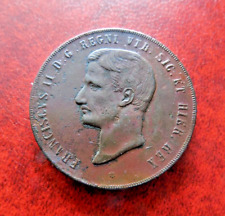 FRANCISCVS II D. G. REGNI VTR. SIC. ET HIER. REX